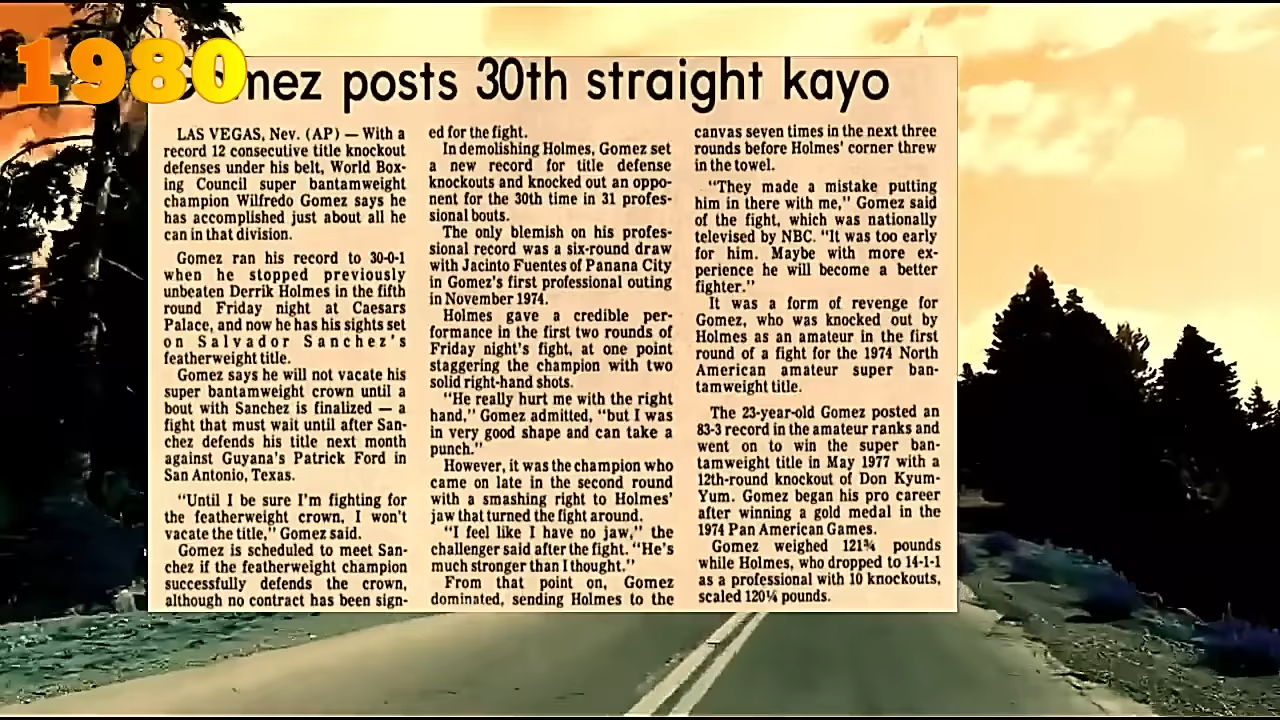 1980
Gomez posts 30th straight kayo
LAS VEGAS, Nev. (AP) — With a
record 12 consecutive title knockout
defenses under his belt, World Box-
ing Council super bantamweight
champion Wilfredo Gomez says he
has accomplished just about all he
can in that division.
Gomez ran his record to 30-0-1
when he stopped previously
unbeaten Derrik Holmes in the fifth
round Friday night at Caesars
Palace, and now he has his sights set
on Salvador Sanchez's
featherweight title.
Gomez says he will not vacate his
super bantamweight crown until a
bout with Sanchez is finalized — a
fight that must wait until after San-
chez defends his title next month
against Guyana's Patrick Ford in
San Antonio, Texas.
"Until I be sure I'm fighting for
the featherweight crown, I won't
vacate the title," Gomez said.
Gomez is scheduled to meet San-
chez if the featherweight champion
successfully defends the crown,
although no contract has been sign-
ed for the fight.
In demolishing Holmes, Gomez set
a new record for title defense
knockouts and knocked out an oppo-
nent for the 30th time in 31 profes-
sional bouts.
The only blemish on his profes-
sional record was a six-round draw
with Jacinto Fuentes of Panana City
in Gomez's first professional outing
in November 1974.
Holmes gave a credible per-
formance in the first two rounds of
Friday night's fight, at one point
staggering the champion with two
solid right-hand shots.
"He really hurt me with the right
hand," Gomez admitted, "but I was
in very good shape and can take a
punch."
However, it was the champion who
came on late in the second round
with a smashing right to Holmes'
jaw that turned the fight around.
"I feel like I have no jaw," the
challenger said after the fight. "He's
much stronger than I thought."
From that point on, Gomez
dominated, sending Holmes to the
canvas seven times in the next three
rounds before Holmes' corner threw
in the towel.
"They made a mistake putting
him in there with me," Gomez said
of the fight, which was nationally
televised by NBC. "It was too early
for him. Maybe with more ex-
perience he will become a better
fighter."
It was a form of revenge for
Gomez, who was knocked out by
Holmes as an amateur in the first
round of a fight for the 1974 North
American amateur super ban-
tamweight title.
The 23-year-old Gomez posted an
83-3 record in the amateur ranks and
went on to win the super ban-
tamweight title in May 1977 with a
12th-round knockout of Don Kyum-
Yum. Gomez began his pro career
after winning a gold medal in the
1974 Pan American Games.
Gomez weighed 121¾ pounds
while Holmes, who dropped to 14-1-1
as a professional with 10 knockouts,
scaled 120¼ pounds.